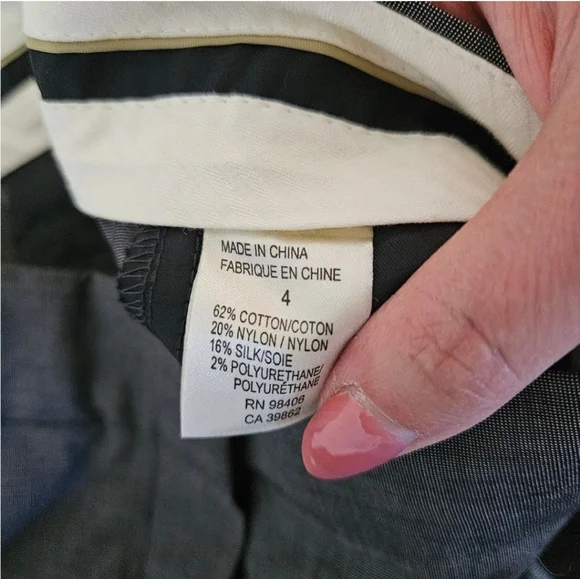 MADE IN CHINA
FABRIQUE EN CHINE
4
62% COTTON/COTON
20% NYLON / NYLON
16% SILK/SOIE
2% POLYURETHANE/
POLYURÉTHANE
RN 98406
CA 39862